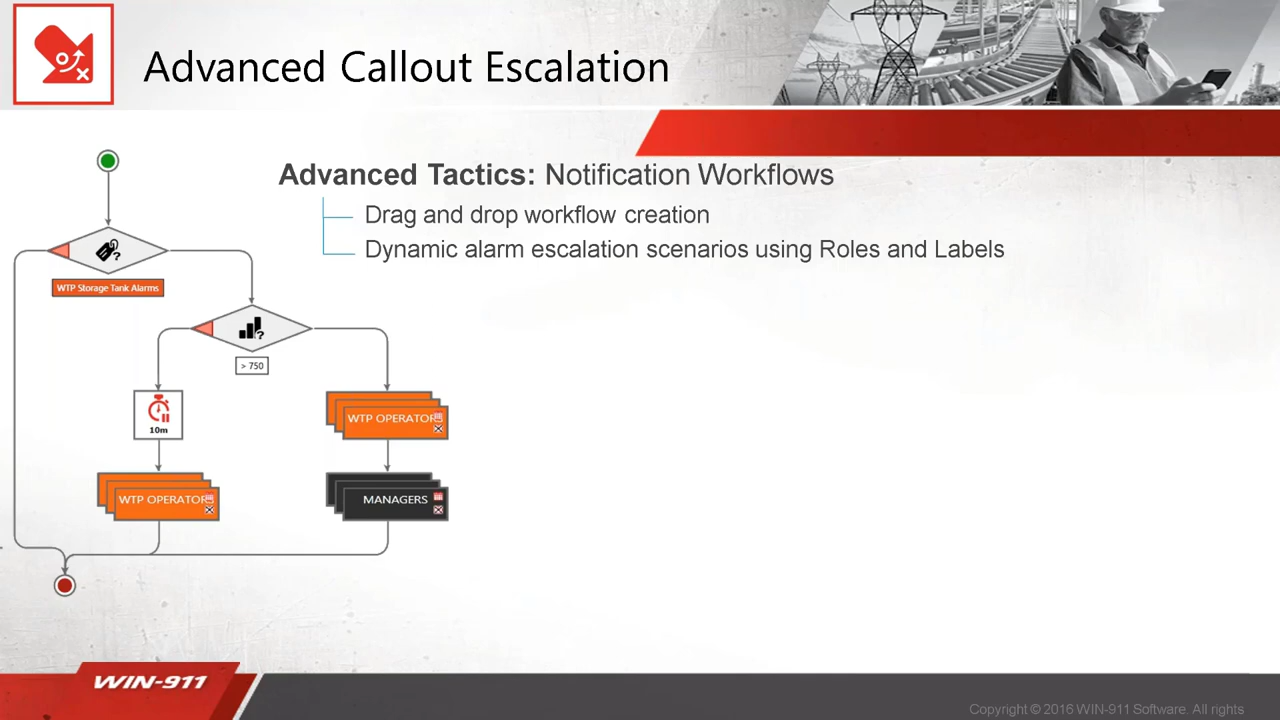 Advanced Callout Escalation
Advanced Tactics: Notification Workflows
Drag and drop workflow creation
Dynamic alarm escalation scenarios using Roles and Labels
?
WTP Storage Tank Alarms
?
> 750
10m
WTP OPERATOR
WTP OPERATOR
MANAGERS
WIN-911
Copyright © 2016 WIN-911 Software. All rights